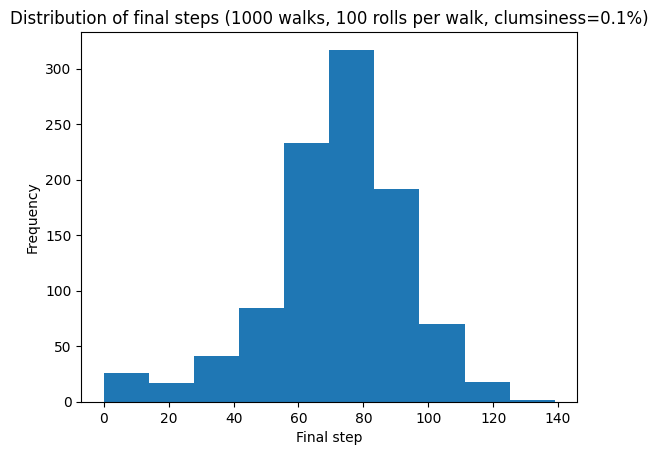 Distribution of final steps (1000 walks, 100 rolls per walk, clumsiness=0.1%)
300
250
200
150
100
50
0
Frequency
0 20 40 60 80 100 120 140
Final step